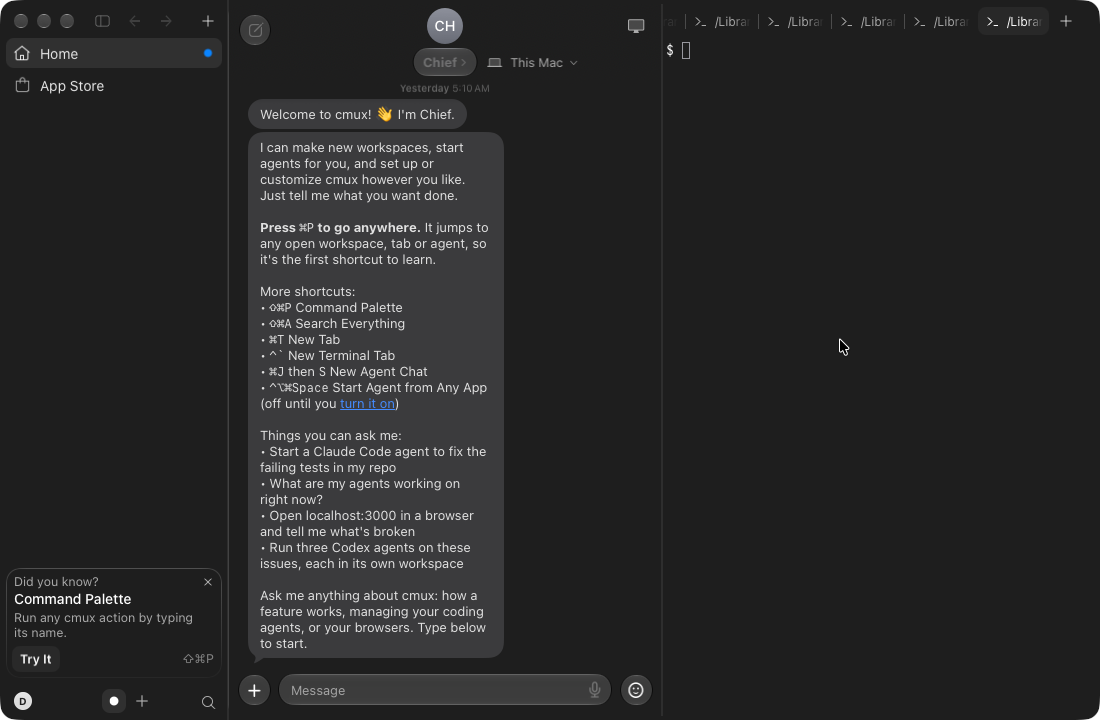 Home
App Store
Did you know?
Command Palette
Run any cmux action by typing
its name.
Try It
⇧⌘P
D
CH
Chief
This Mac
Yesterday 5:10 AM
Welcome to cmux! 👋 I'm Chief.
I can make new workspaces, start
agents for you, and set up or
customize cmux however you like.
Just tell me what you want done.
Press ⌘P to go anywhere. It jumps to
any open workspace, tab or agent, so
it's the first shortcut to learn.
More shortcuts:
• ⇧⌘P Command Palette
• ⇧⌘A Search Everything
• ⌘T New Tab
• ^` New Terminal Tab
• ⌘J then S New Agent Chat
• ^⌥⌘Space Start Agent from Any App
(off until you turn it on)
Things you can ask me:
• Start a Claude Code agent to fix the
failing tests in my repo
• What are my agents working on
right now?
• Open localhost:3000 in a browser
and tell me what's broken
• Run three Codex agents on these
issues, each in its own workspace
Ask me anything about cmux: how a
feature works, managing your coding
agents, or your browsers. Type below
to start.
Message
/Librar /Librar /Librar /Librar /Librar
$